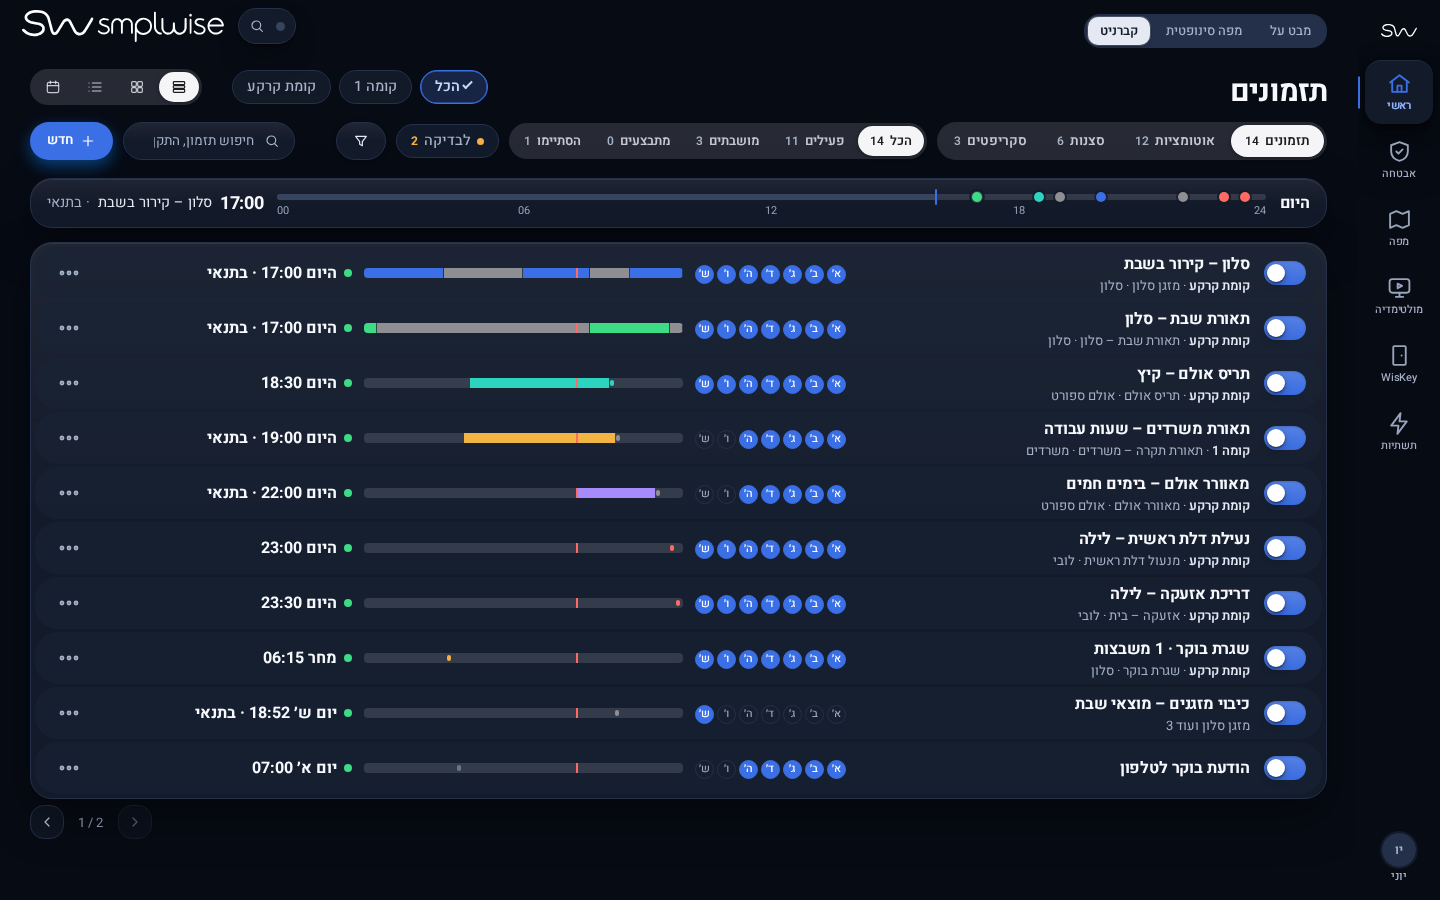 smplwise
מבט על
מפה סינופטית
קברניט
ראשי
אבטחה
מפה
מולטימדיה
WisKey
תשתיות
יו
יוני
תזמונים
הכל
קומה 1
קומת קרקע
תזמונים 14
אוטומציות 12
סצנות 6
סקריפטים 3
הכל 14
פעילים 11
מושבתים 3
מתבצעים 0
הסתיימו 1
לבדיקה 2
חיפוש תזמון, התקן
חדש
היום
00 06 12 18 24
17:00 סלון – קירור בשבת · בתנאי
סלון – קירור בשבת
קומת קרקע · מזגן סלון · סלון
א׳ ב׳ ג׳ ד׳ ה׳ ו׳ ש׳
היום 17:00 · בתנאי
תאורת שבת – סלון
קומת קרקע · תאורת שבת – סלון · סלון
א׳ ב׳ ג׳ ד׳ ה׳ ו׳ ש׳
היום 17:00 · בתנאי
תריס אולם – קיץ
קומת קרקע · תריס אולם · אולם ספורט
א׳ ב׳ ג׳ ד׳ ה׳ ו׳ ש׳
היום 18:30
תאורת משרדים – שעות עבודה
קומה 1 · תאורת תקרה – משרדים · משרדים
א׳ ב׳ ג׳ ד׳ ה׳ ו׳ ש׳
היום 19:00 · בתנאי
מאוורר אולם – בימים חמים
קומת קרקע · מאוורר אולם · אולם ספורט
א׳ ב׳ ג׳ ד׳ ה׳ ו׳ ש׳
היום 22:00 · בתנאי
נעילת דלת ראשית – לילה
קומת קרקע · מנעול דלת ראשית · לובי
א׳ ב׳ ג׳ ד׳ ה׳ ו׳ ש׳
היום 23:00
דריכת אזעקה – לילה
קומת קרקע · אזעקה – בית · לובי
א׳ ב׳ ג׳ ד׳ ה׳ ו׳ ש׳
היום 23:30
שגרת בוקר · 1 משבצות
קומת קרקע · שגרת בוקר · סלון
א׳ ב׳ ג׳ ד׳ ה׳ ו׳ ש׳
מחר 06:15
כיבוי מזגנים – מוצאי שבת
מזגן סלון ועוד 3
א׳ ב׳ ג׳ ד׳ ה׳ ו׳ ש׳
יום ש׳ 18:52 · בתנאי
הודעת בוקר לטלפון
א׳ ב׳ ג׳ ד׳ ה׳ ו׳ ש׳
יום א׳ 07:00
1 / 2